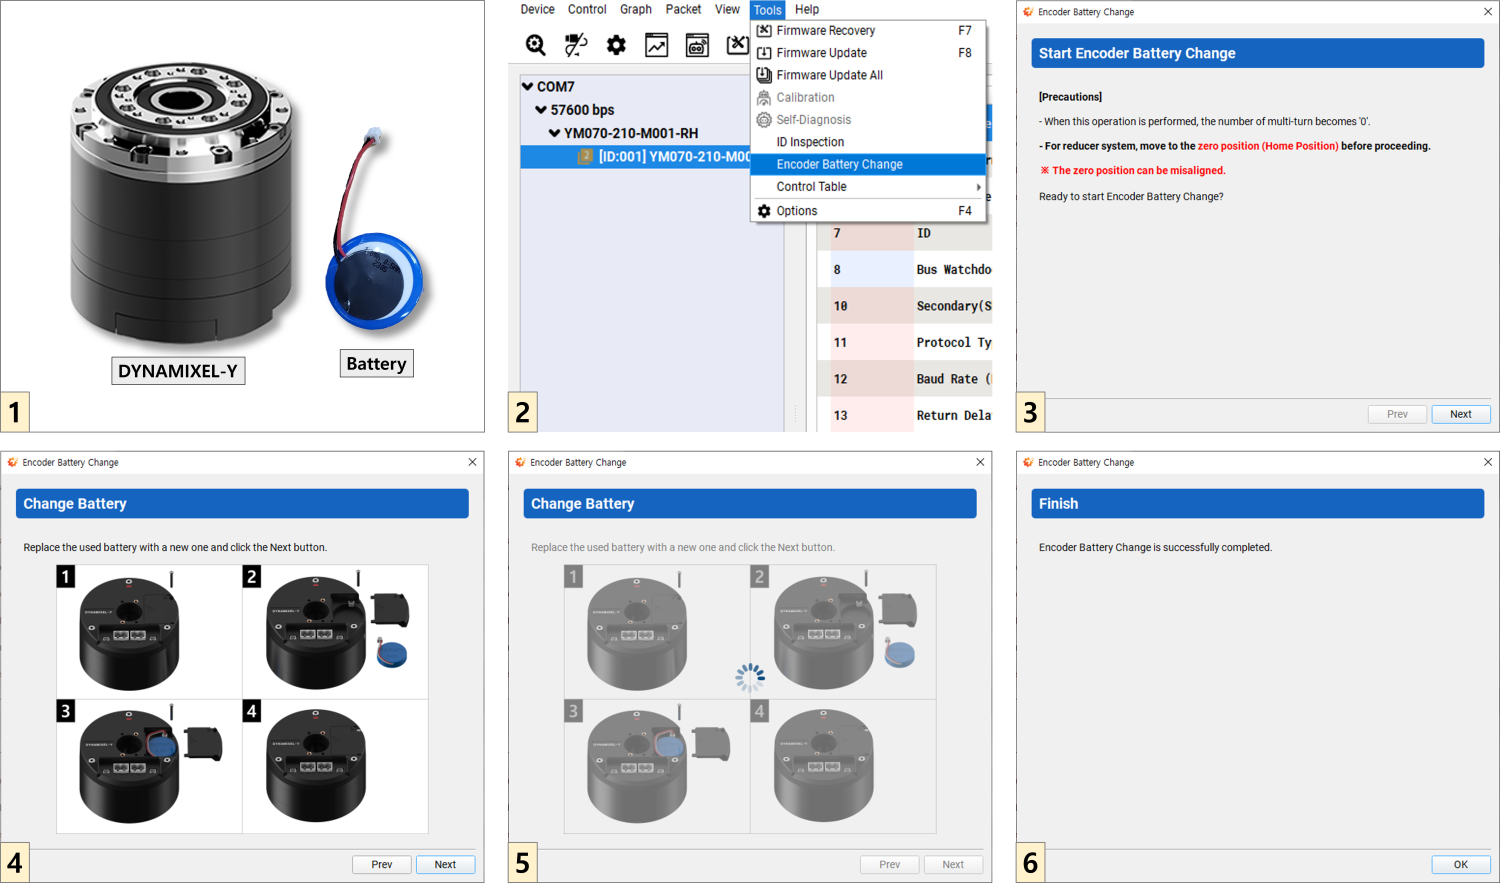 DYNAMIXEL-Y
Battery
1
Device Control Graph Packet View Tools Help
Firmware Recovery F7
Firmware Update F8
Firmware Update All
Calibration
Self-Diagnosis
ID Inspection
Encoder Battery Change
Control Table
Options F4
COM7
57600 bps
YM070-210-M001-RH
[ID:001] YM070-210-M00
7 ID
8 Bus Watchdo
10 Secondary(S
11 Protocol Ty
12 Baud Rate (
13 Return Dela
2
Encoder Battery Change
Start Encoder Battery Change
[Precautions]
- When this operation is performed, the number of multi-turn becomes '0'.
- For reducer system, move to the zero position (Home Position) before proceeding.
※ The zero position can be misaligned.
Ready to start Encoder Battery Change?
Prev Next
3
Encoder Battery Change
Change Battery
Replace the used battery with a new one and click the Next button.
1
DYNAMIXEL-Y
2
DYNAMIXEL-Y
3
DYNAMIXEL-Y
4
DYNAMIXEL-Y
Prev Next
4
Encoder Battery Change
Change Battery
Replace the used battery with a new one and click the Next button.
1
DYNAMIXEL-Y
2
DYNAMIXEL-Y
3
DYNAMIXEL-Y
4
DYNAMIXEL-Y
Prev Next
5
Encoder Battery Change
Finish
Encoder Battery Change is successfully completed.
OK
6